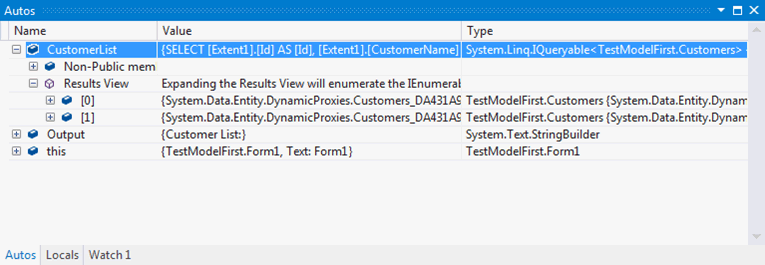 Autos
Name Value Type
CustomerList {SELECT [Extent1].[Id] AS [Id], [Extent1].[CustomerName] System.Linq.IQueryable<TestModelFirst.Customers>
Non-Public mem
Results View Expanding the Results View will enumerate the IEnumerab
[0] {System.Data.Entity.DynamicProxies.Customers_DA431A9 TestModelFirst.Customers {System.Data.Entity.Dynam
[1] {System.Data.Entity.DynamicProxies.Customers_DA431A9 TestModelFirst.Customers {System.Data.Entity.Dynam
Output {Customer List:} System.Text.StringBuilder
this {TestModelFirst.Form1, Text: Form1} TestModelFirst.Form1
Autos Locals Watch 1